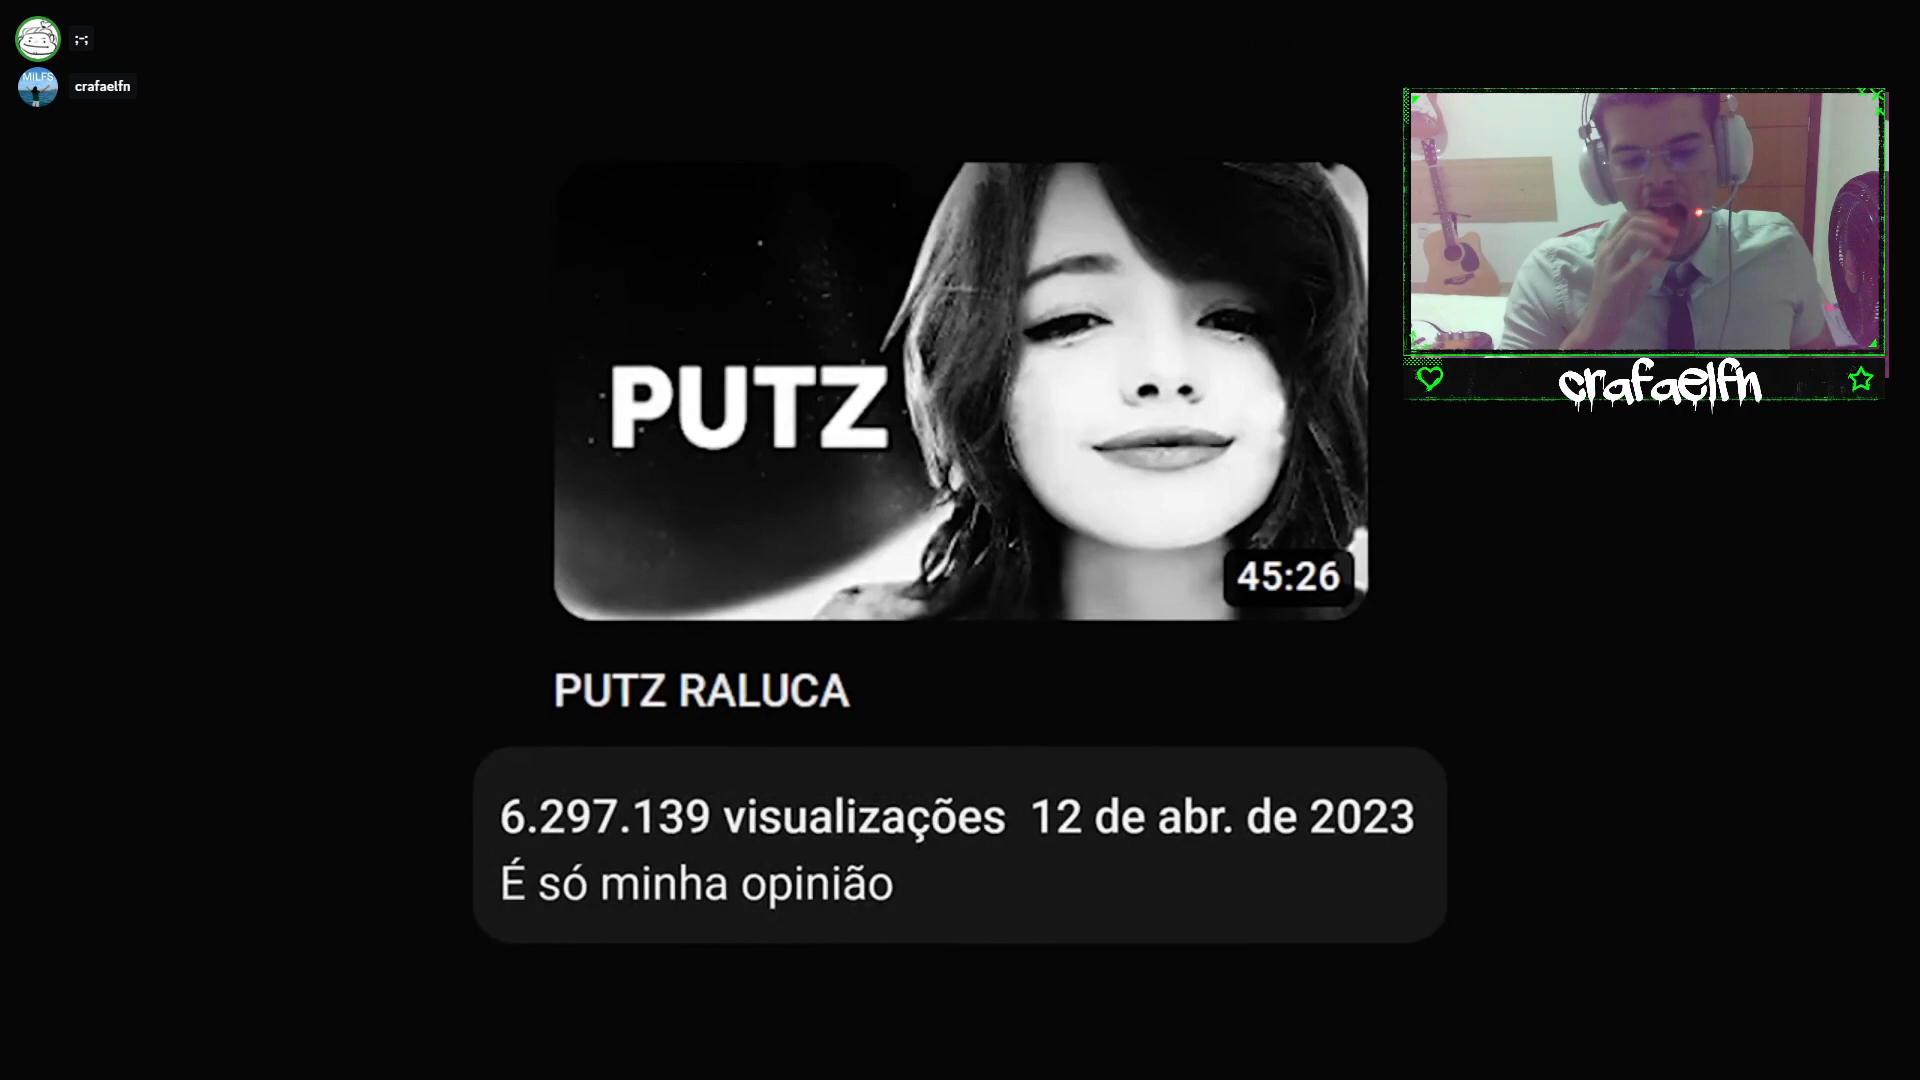 ;-;
MILFS
crafaelfn
crafaelfn
PUTZ
45:26
PUTZ RALUCA
6.297.139 visualizações 12 de abr. de 2023
É só minha opinião